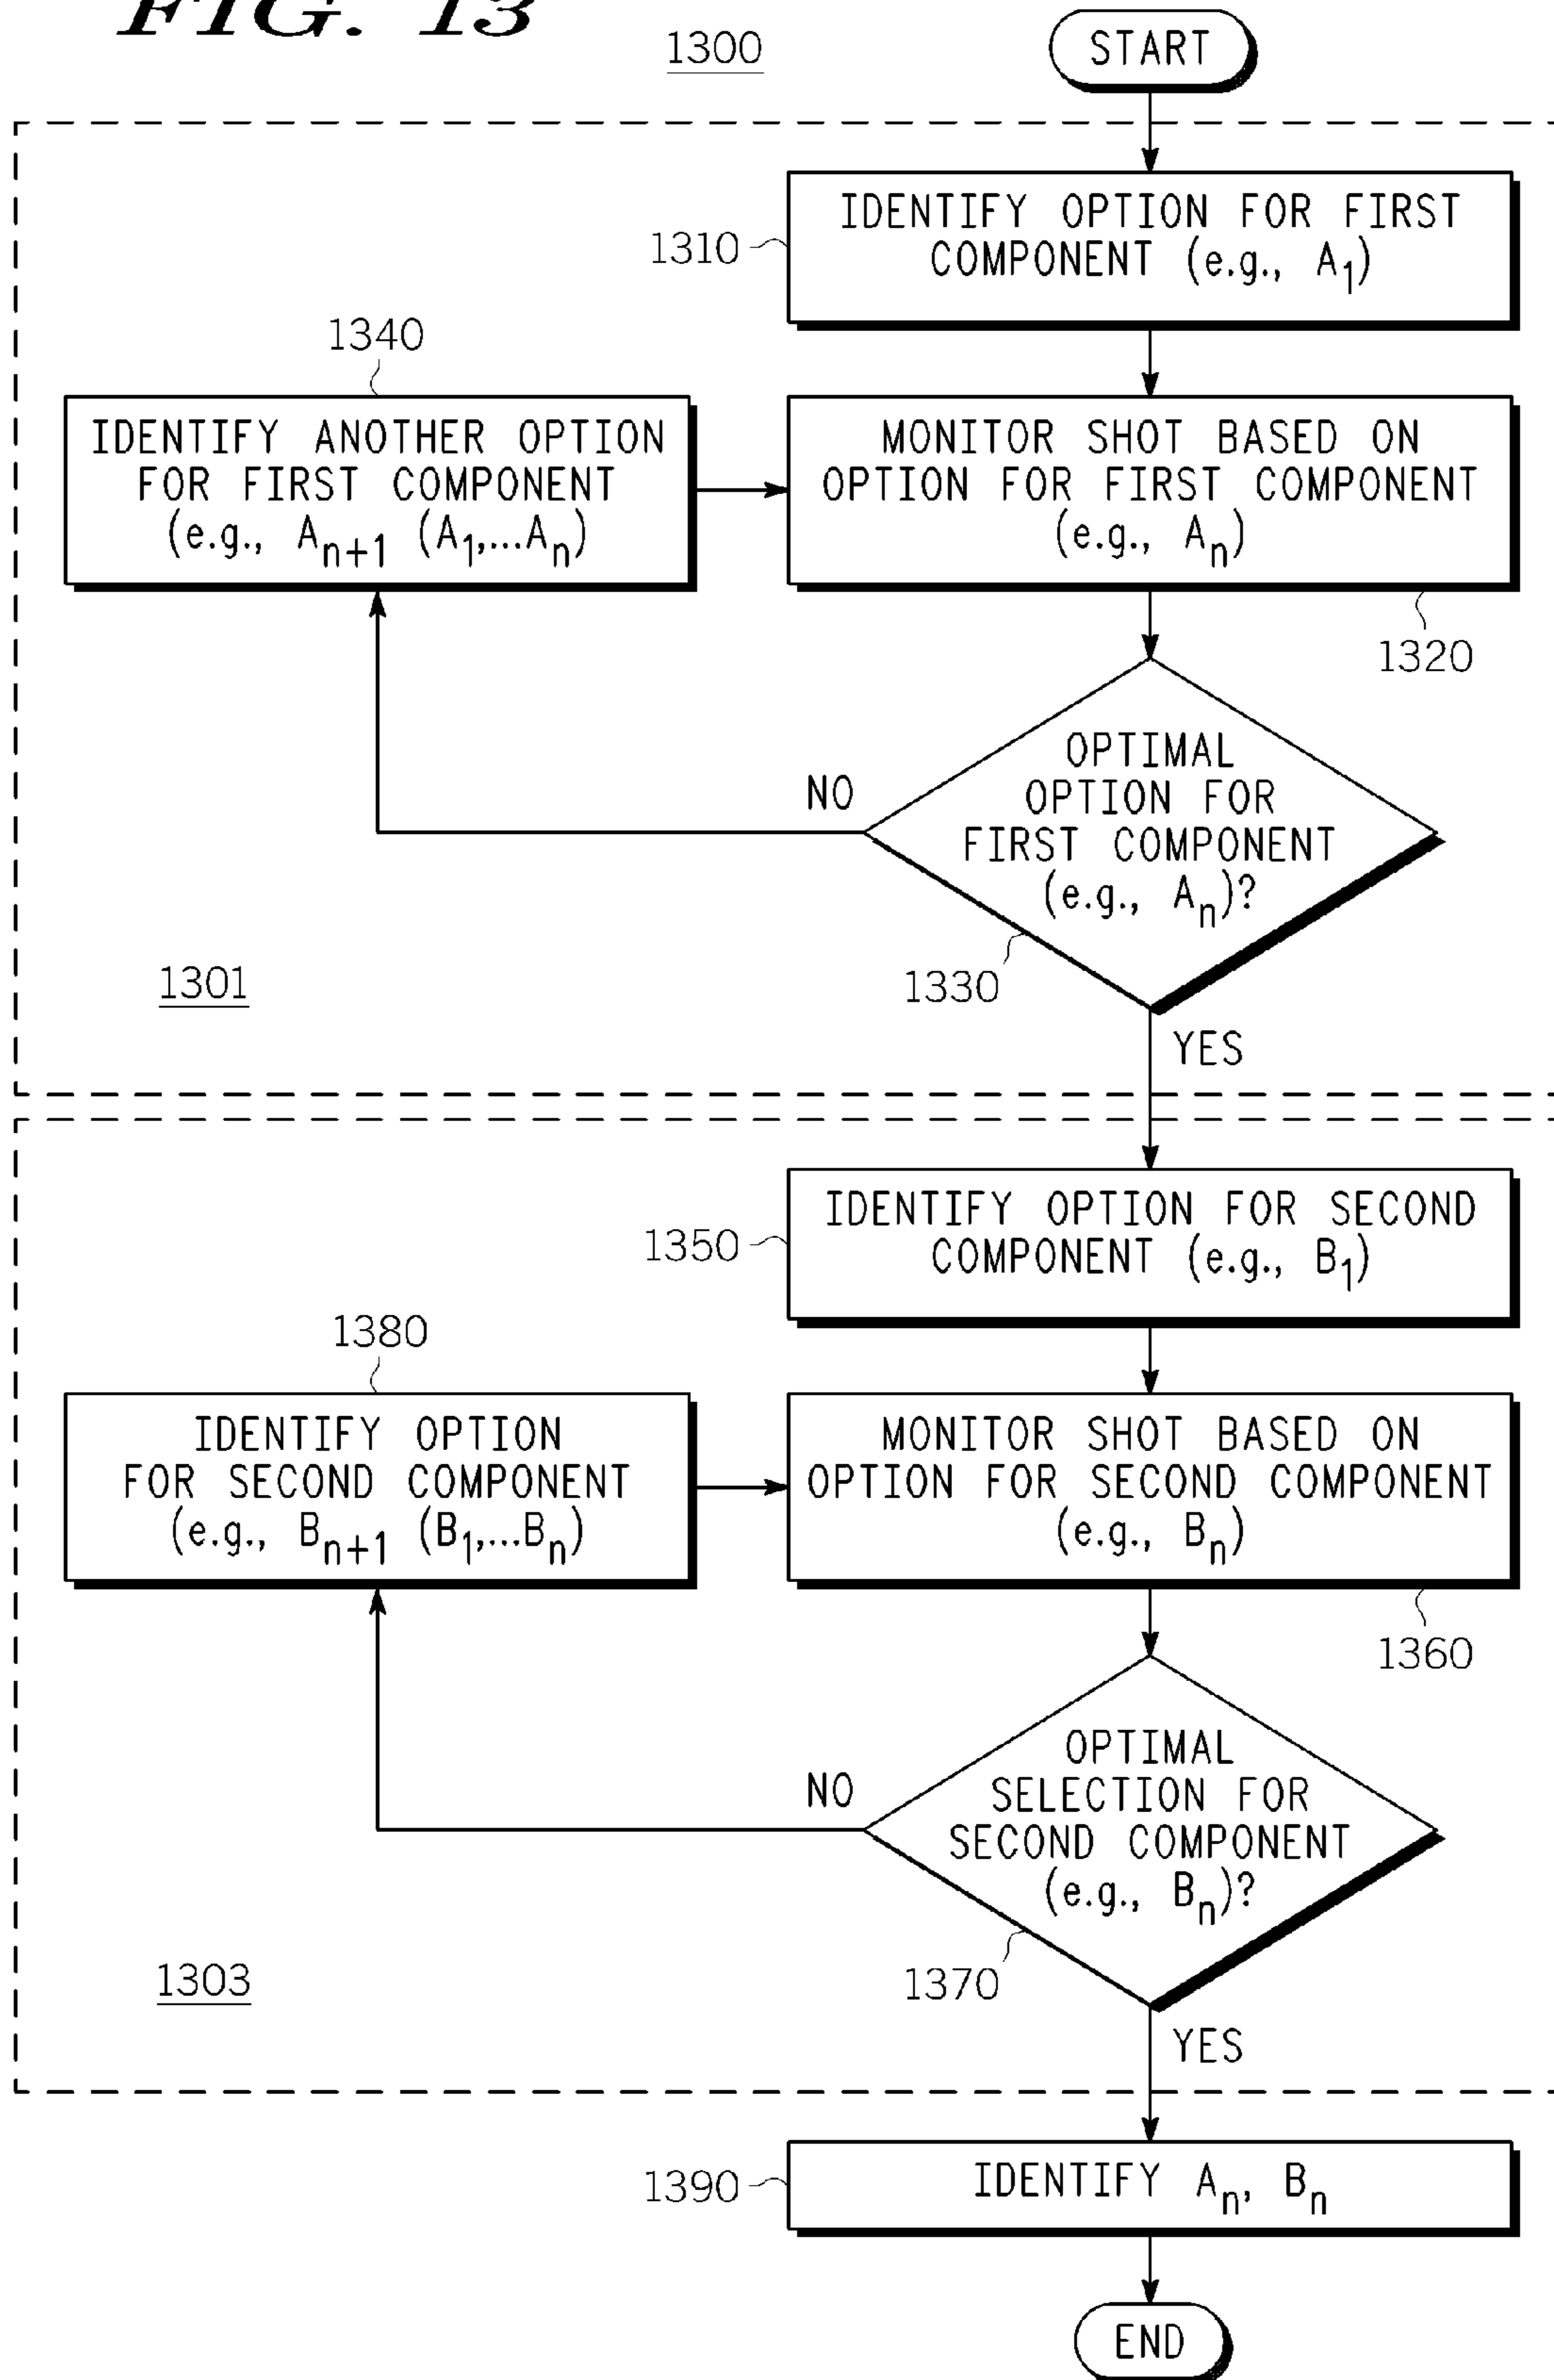 FIG. 13
1300
START
IDENTIFY OPTION FOR FIRST
COMPONENT (e.g., A1)
1310
1340
IDENTIFY ANOTHER OPTION
FOR FIRST COMPONENT
(e.g., An+1 (A1,...An)
MONITOR SHOT BASED ON
OPTION FOR FIRST COMPONENT
(e.g., An)
1320
OPTIMAL
OPTION FOR
FIRST COMPONENT
(e.g., An)?
NO
1330
1301
YES
IDENTIFY OPTION FOR SECOND
COMPONENT (e.g., B1)
1350
1380
IDENTIFY OPTION
FOR SECOND COMPONENT
(e.g., Bn+1 (B1,...Bn)
MONITOR SHOT BASED ON
OPTION FOR SECOND COMPONENT
(e.g., Bn)
1360
OPTIMAL
SELECTION FOR
SECOND COMPONENT
(e.g., Bn)?
NO
1370
1303
YES
1390
IDENTIFY An, Bn
END